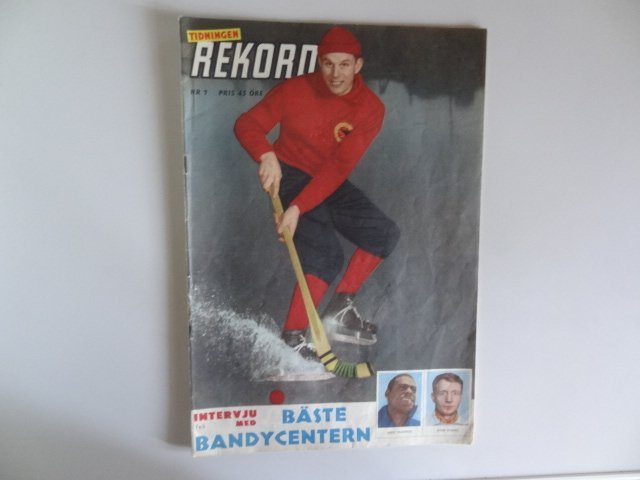 TIDNINGEN
REKORD
NR 7 PRIS 45 ÖRE
INTERVJU
MED
BÄSTE
BANDYCENTERN